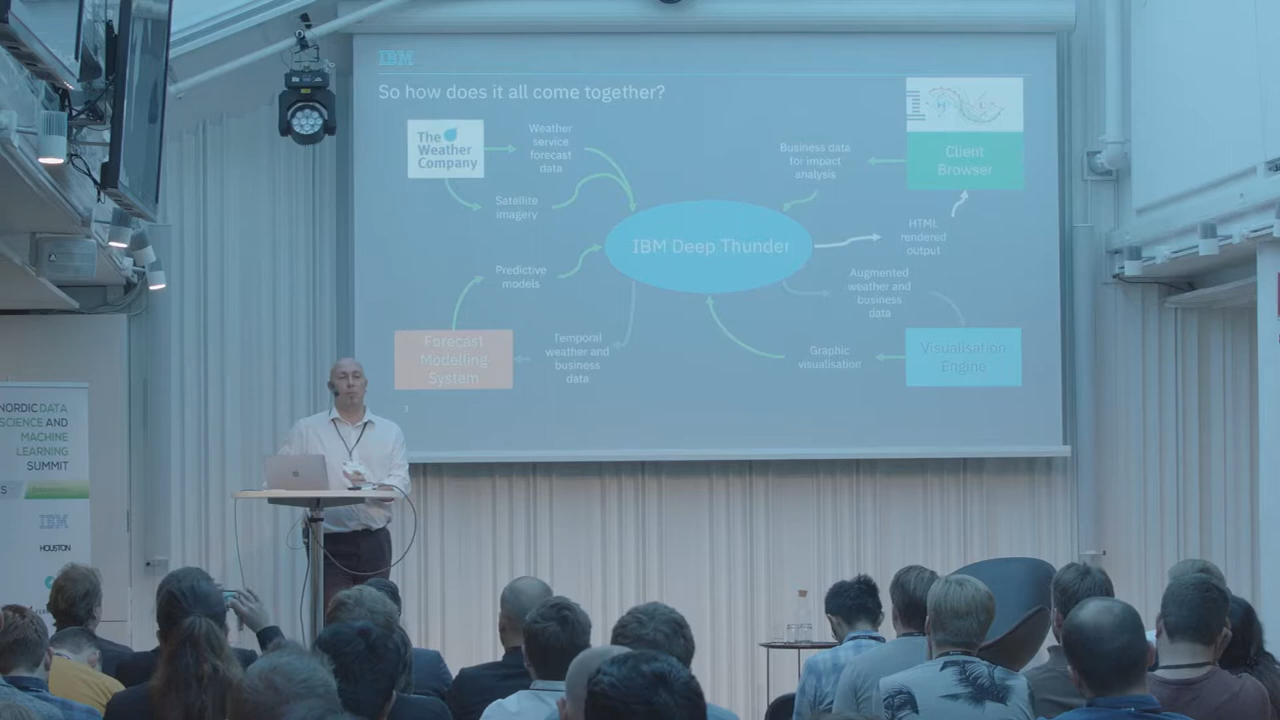 IBM
So how does it all come together?
The
Weather
Company
Weather
service
forecast
data
Satellite
imagery
Business data
for impact
analysis
Client
Browser
IBM Deep Thunder
HTML
rendered
output
Predictive
models
Augmented
weather and
business
data
Forecast
Modelling
System
Temporal
weather and
business
data
Graphic
visualisation
Visualisation
Engine
3
NORDIC DATA
SCIENCE AND
MACHINE
LEARNING
SUMMIT
IBM
HOUSTON